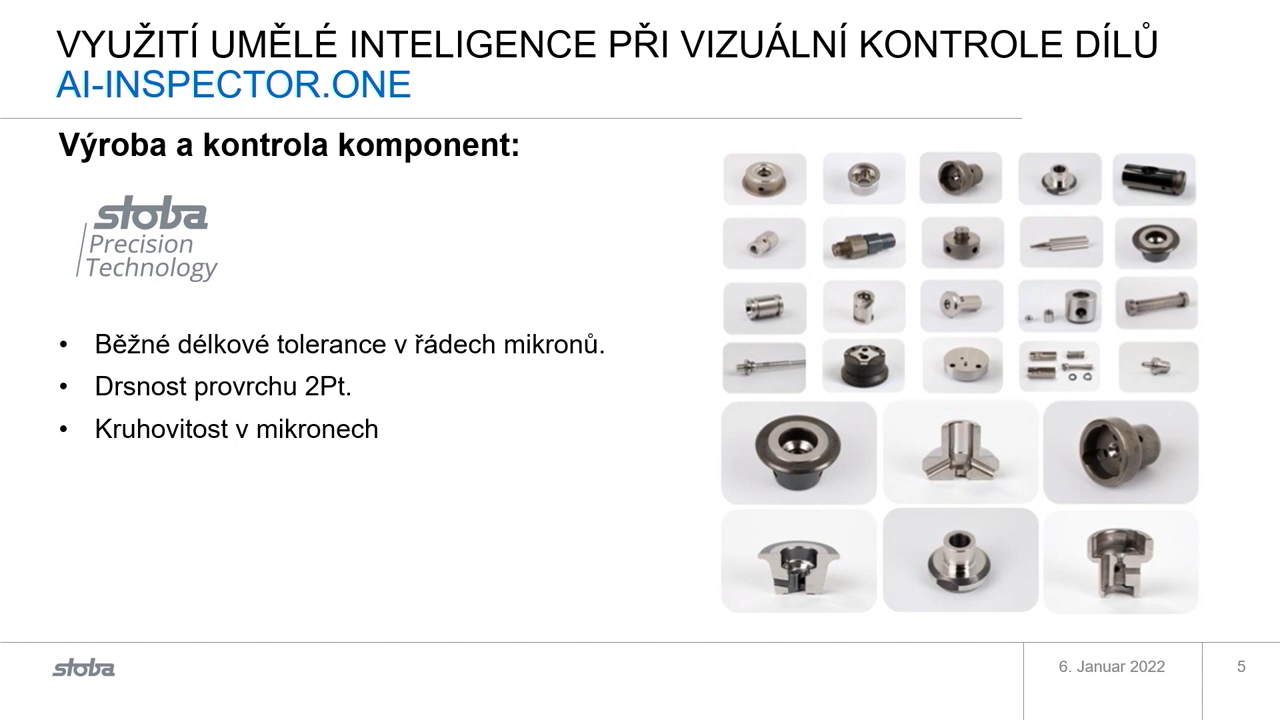 VYUŽITÍ UMĚLÉ INTELIGENCE PŘI VIZUÁLNÍ KONTROLE DÍLŮ
AI-INSPECTOR.ONE
Výroba a kontrola komponent:
stoba
Precision
Technology
• Běžné délkové tolerance v řádech mikronů.
• Drsnost provrchu 2Pt.
• Kruhovitost v mikronech
stoba
6. Januar 2022
5